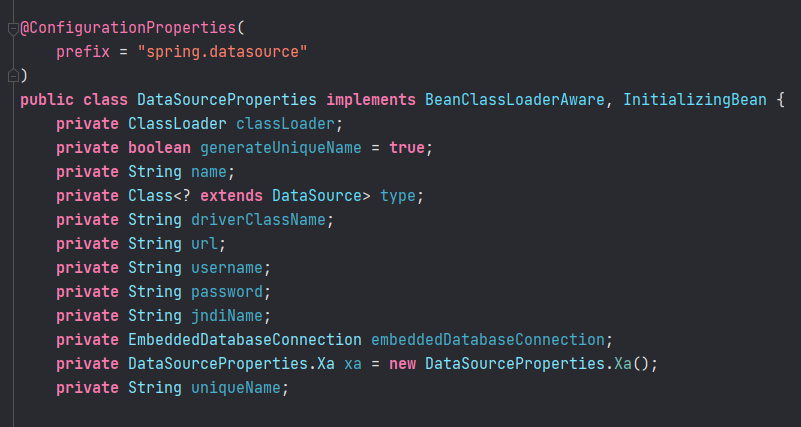 @ConfigurationProperties(
    prefix = "spring.datasource"
)
public class DataSourceProperties implements BeanClassLoaderAware, InitializingBean {
    private ClassLoader classLoader;
    private boolean generateUniqueName = true;
    private String name;
    private Class<? extends DataSource> type;
    private String driverClassName;
    private String url;
    private String username;
    private String password;
    private String jndiName;
    private EmbeddedDatabaseConnection embeddedDatabaseConnection;
    private DataSourceProperties.Xa xa = new DataSourceProperties.Xa();
    private String uniqueName;